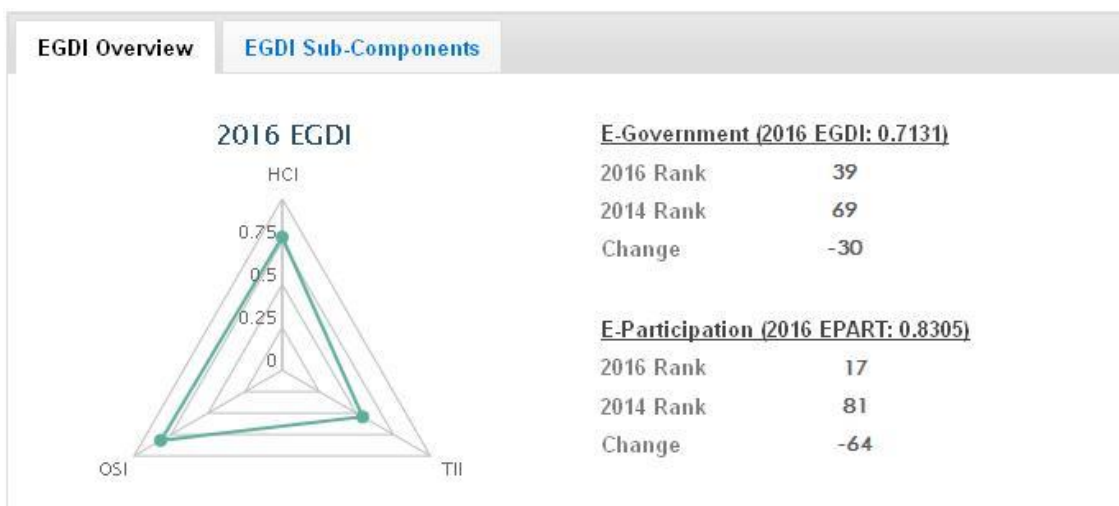 EGDI Overview
EGDI Sub-Components
2016 EGDI
HCI
0.75
0.5
0.25
0
OSI
TII
E-Government (2016 EGDI: 0.7131)
2016 Rank 39
2014 Rank 69
Change -30
E-Participation (2016 EPART: 0.8305)
2016 Rank 17
2014 Rank 81
Change -64